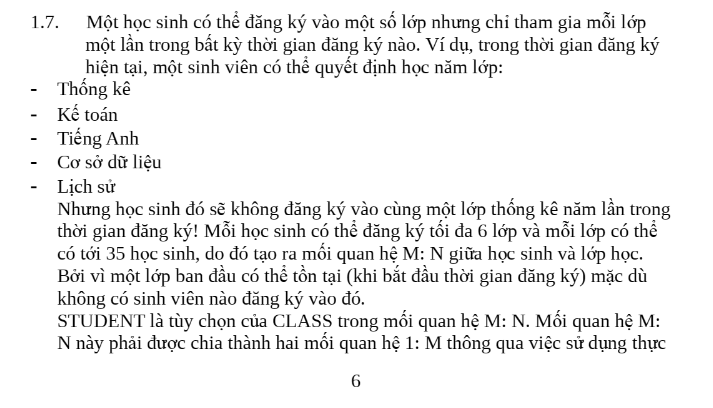 1.7. Một học sinh có thể đăng ký vào một số lớp nhưng chỉ tham gia mỗi lớp
một lần trong bất kỳ thời gian đăng ký nào. Ví dụ, trong thời gian đăng ký
hiện tại, một sinh viên có thể quyết định học năm lớp:
- Thống kê
- Kế toán
- Tiếng Anh
- Cơ sở dữ liệu
- Lịch sử
Nhưng học sinh đó sẽ không đăng ký vào cùng một lớp thống kê năm lần trong
thời gian đăng ký! Mỗi học sinh có thể đăng ký tối đa 6 lớp và mỗi lớp có thể
có tới 35 học sinh, do đó tạo ra mối quan hệ M: N giữa học sinh và lớp học.
Bởi vì một lớp ban đầu có thể tồn tại (khi bắt đầu thời gian đăng ký) mặc dù
không có sinh viên nào đăng ký vào đó.
STUDENT là tùy chọn của CLASS trong mối quan hệ M: N. Mối quan hệ M:
N này phải được chia thành hai mối quan hệ 1: M thông qua việc sử dụng thực
6